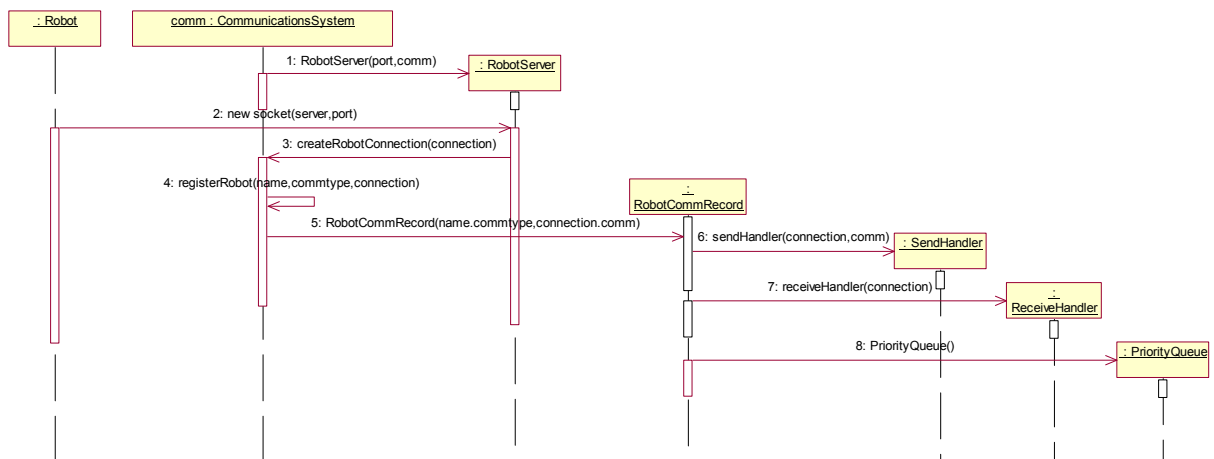 : Robot
comm : CommunicationsSystem
1: RobotServer(port,comm)
: RobotServer
2: new socket(server,port)
3: createRobotConnection(connection)
4: registerRobot(name,commtype,connection)
:
RobotCommRecord
5: RobotCommRecord(name.commtype,connection.comm)
6: sendHandler(connection,comm)
: SendHandler
7: receiveHandler(connection)
:
ReceiveHandler
8: PriorityQueue()
: PriorityQueue